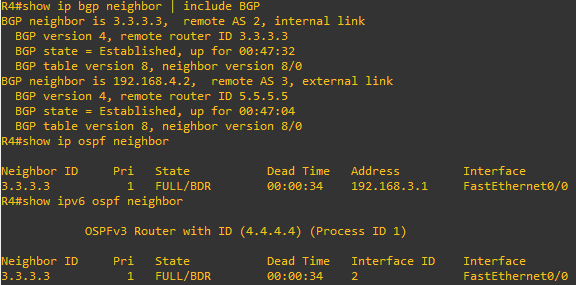 R4#show ip bgp neighbor | include BGP
BGP neighbor is 3.3.3.3,  remote AS 2, internal link
  BGP version 4, remote router ID 3.3.3.3
  BGP state = Established, up for 00:47:32
  BGP table version 8, neighbor version 8/0
BGP neighbor is 192.168.4.2,  remote AS 3, external link
  BGP version 4, remote router ID 5.5.5.5
  BGP state = Established, up for 00:47:04
  BGP table version 8, neighbor version 8/0
R4#show ip ospf neighbor
Neighbor ID     Pri   State           Dead Time   Address         Interface
3.3.3.3           1   FULL/BDR        00:00:34    192.168.3.1     FastEthernet0/0
R4#show ipv6 ospf neighbor
OSPFv3 Router with ID (4.4.4.4) (Process ID 1)
Neighbor ID     Pri   State           Dead Time   Interface ID    Interface
3.3.3.3           1   FULL/BDR        00:00:34    2               FastEthernet0/0